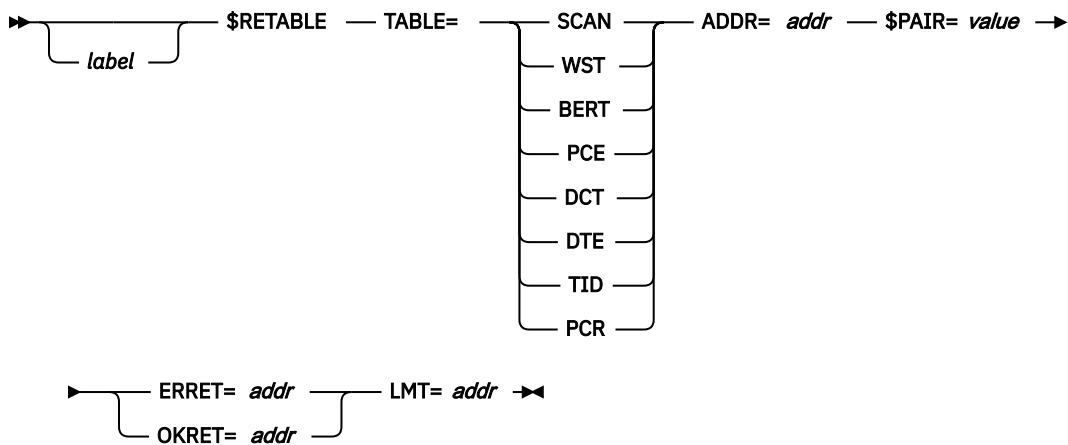 $RETABLE TABLE= SCAN ADDR= addr $PAIR= value
label
WST
BERT
PCE
DCT
DTE
TID
PCR
ERRET= addr LMT= addr
OKRET= addr